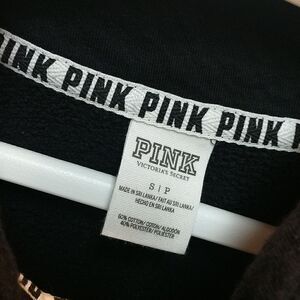 PINK PINK PINK PINK
PINK
VICTORIA'S SECRET
S | P
MADE IN SRI LANKA/ FAIT AU SRI LANKA/
HECHO EN SRI LANKA
60% COTTON/ COTON/ ALGODÓN
40% POLYESTER/ POLYESTER